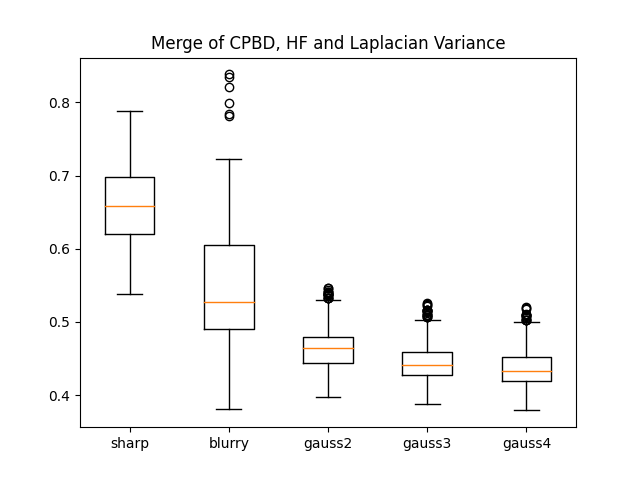 Merge of CPBD, HF and Laplacian Variance
0.8
0.7
0.6
0.5
0.4
sharp blurry gauss2 gauss3 gauss4